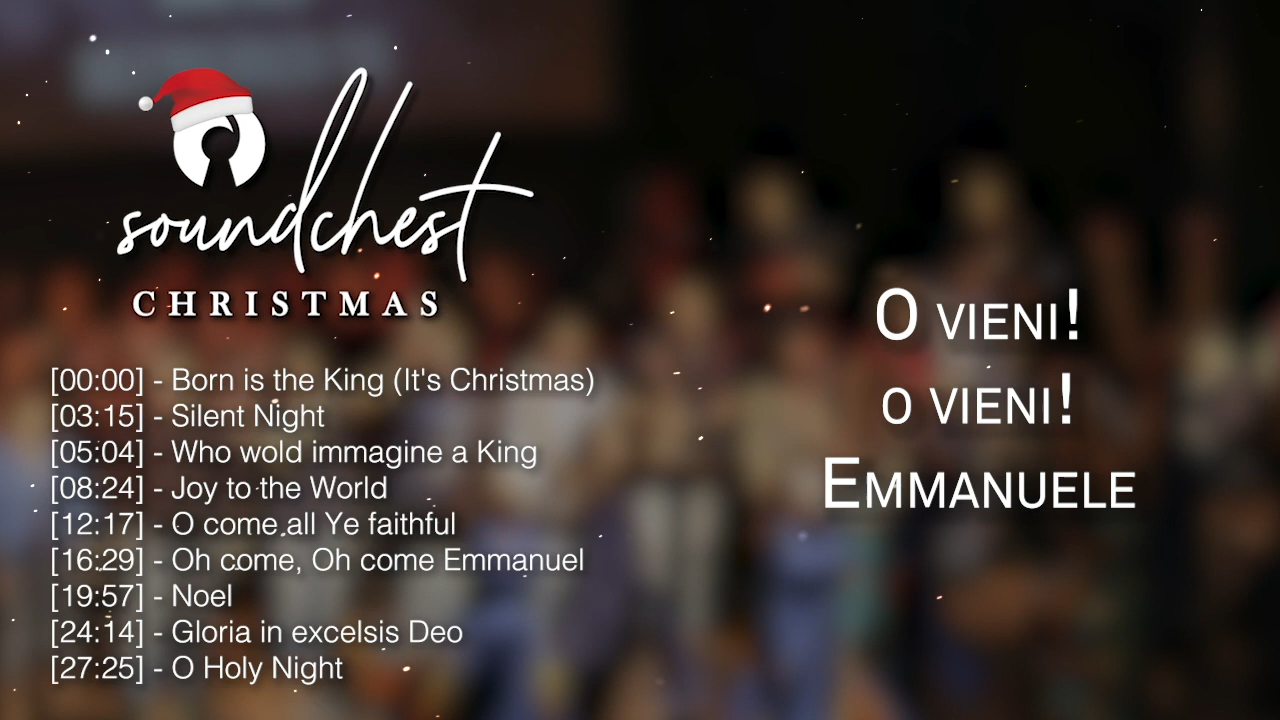 soundchest
CHRISTMAS
[00:00] - Born is the King (It's Christmas)
[03:15] - Silent Night
[05:04] - Who wold immagine a King
[08:24] - Joy to the World
[12:17] - O come all Ye faithful
[16:29] - Oh come, Oh come Emmanuel
[19:57] - Noel
[24:14] - Gloria in excelsis Deo
[27:25] - O Holy Night
O VIENI!
O VIENI!
EMMANUELE